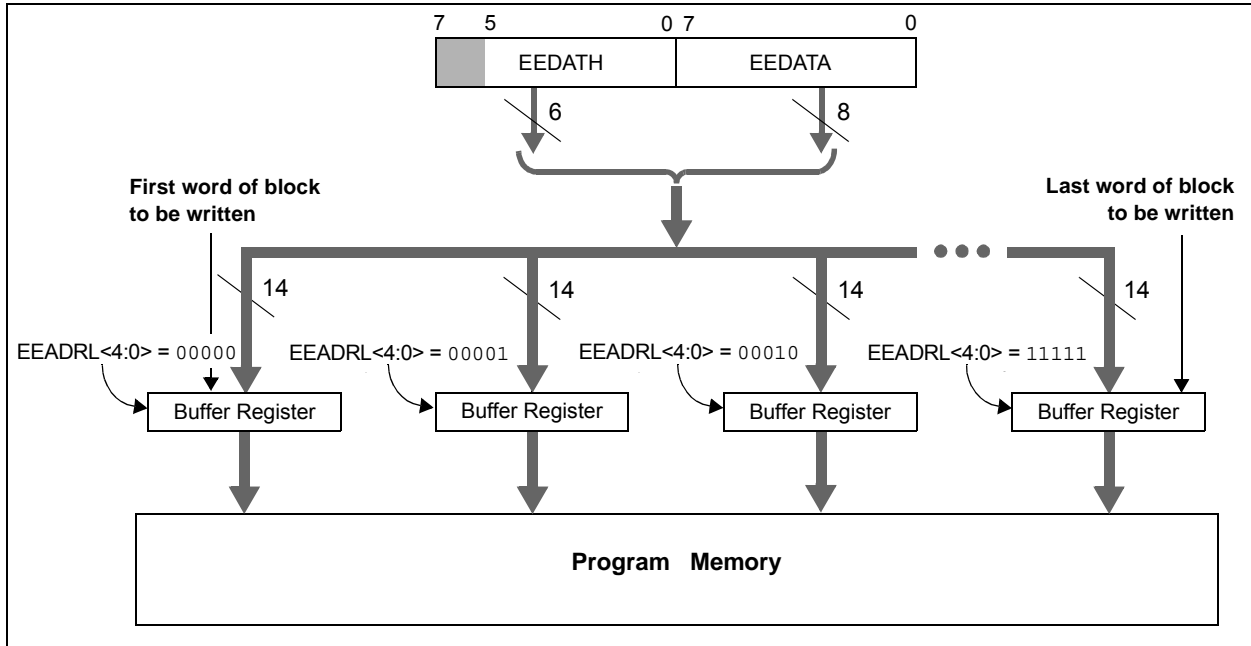 7 5 0 7 0
EEDATH EEDATA
6 8
First word of block
to be written
Last word of block
to be written
14 14 14 14
EEADRL<4:0> = 00000 EEADRL<4:0> = 00001 EEADRL<4:0> = 00010 EEADRL<4:0> = 11111
Buffer Register Buffer Register Buffer Register Buffer Register
Program Memory